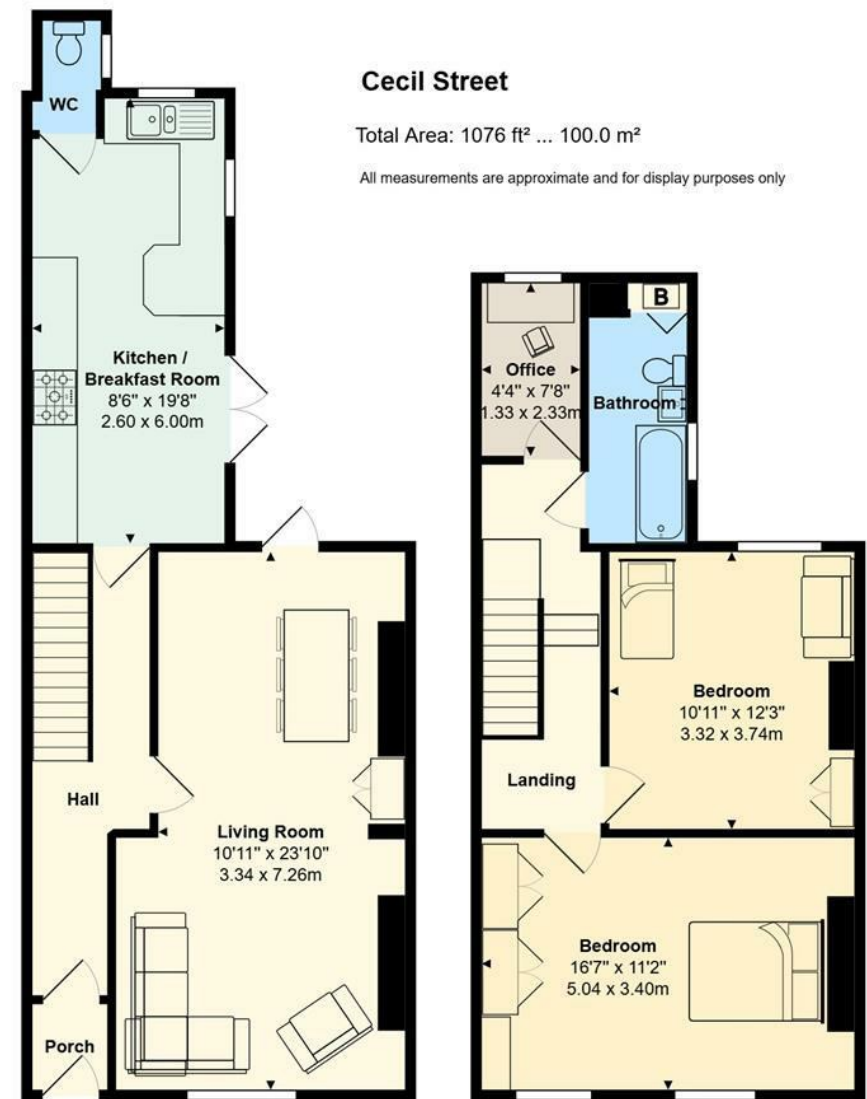 Cecil Street
Total Area: 1076 ft² ... 100.0 m²
All measurements are approximate and for display purposes only
WC
Kitchen /
Breakfast Room
8'6" x 19'8"
2.60 x 6.00m
Hall
Living Room
10'11" x 23'10"
3.34 x 7.26m
Porch
B
Office
4'4" x 7'8"
1.33 x 2.33m
Bathroom
Bedroom
10'11" x 12'3"
3.32 x 3.74m
Landing
Bedroom
16'7" x 11'2"
5.04 x 3.40m